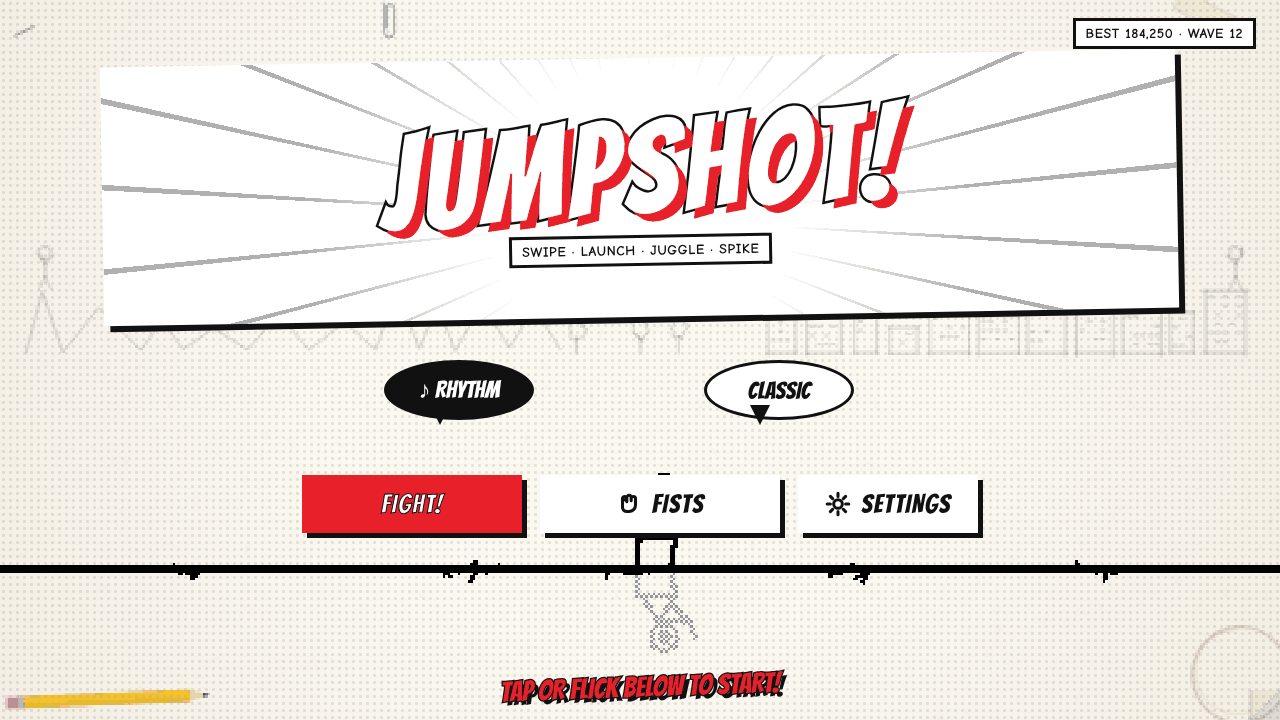 BEST 184,250 · WAVE 12
JUMPSHOT!
SWIPE · LAUNCH · JUGGLE · SPIKE
♪ RHYTHM
CLASSIC
FIGHT!
FISTS
SETTINGS
TAP OR FLICK BELOW TO START!